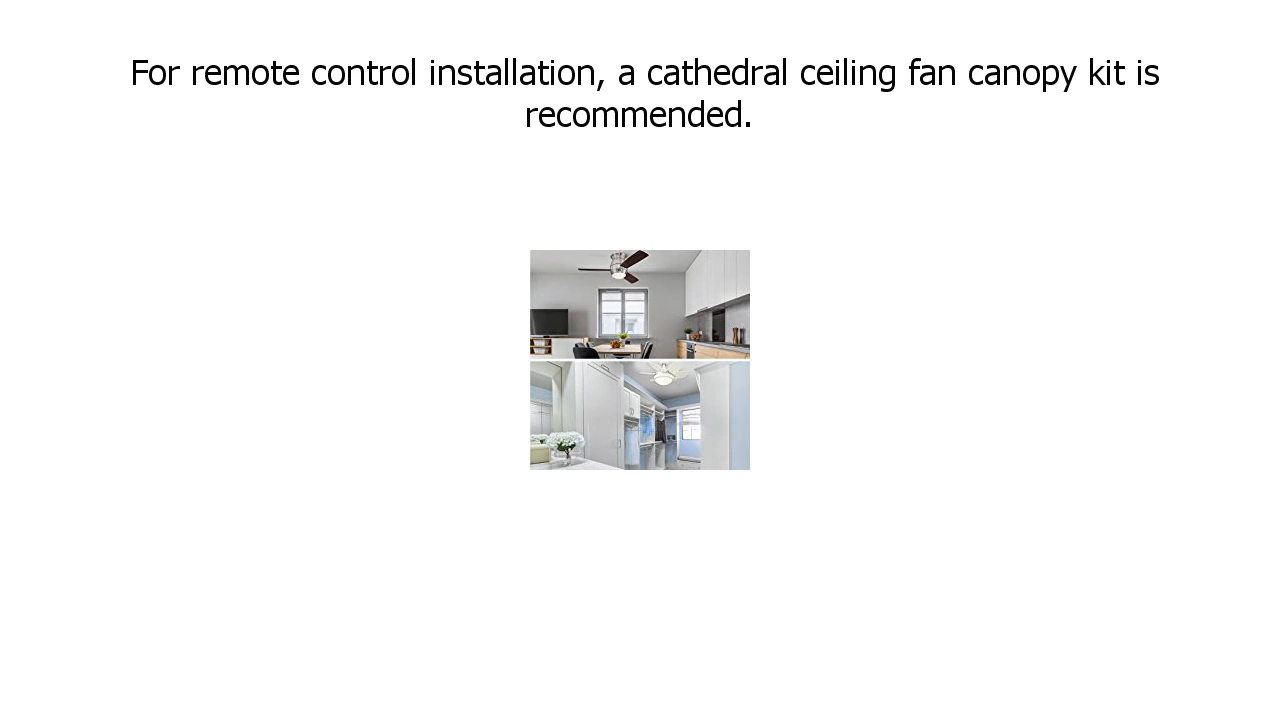 For remote control installation, a cathedral ceiling fan canopy kit is
recommended.